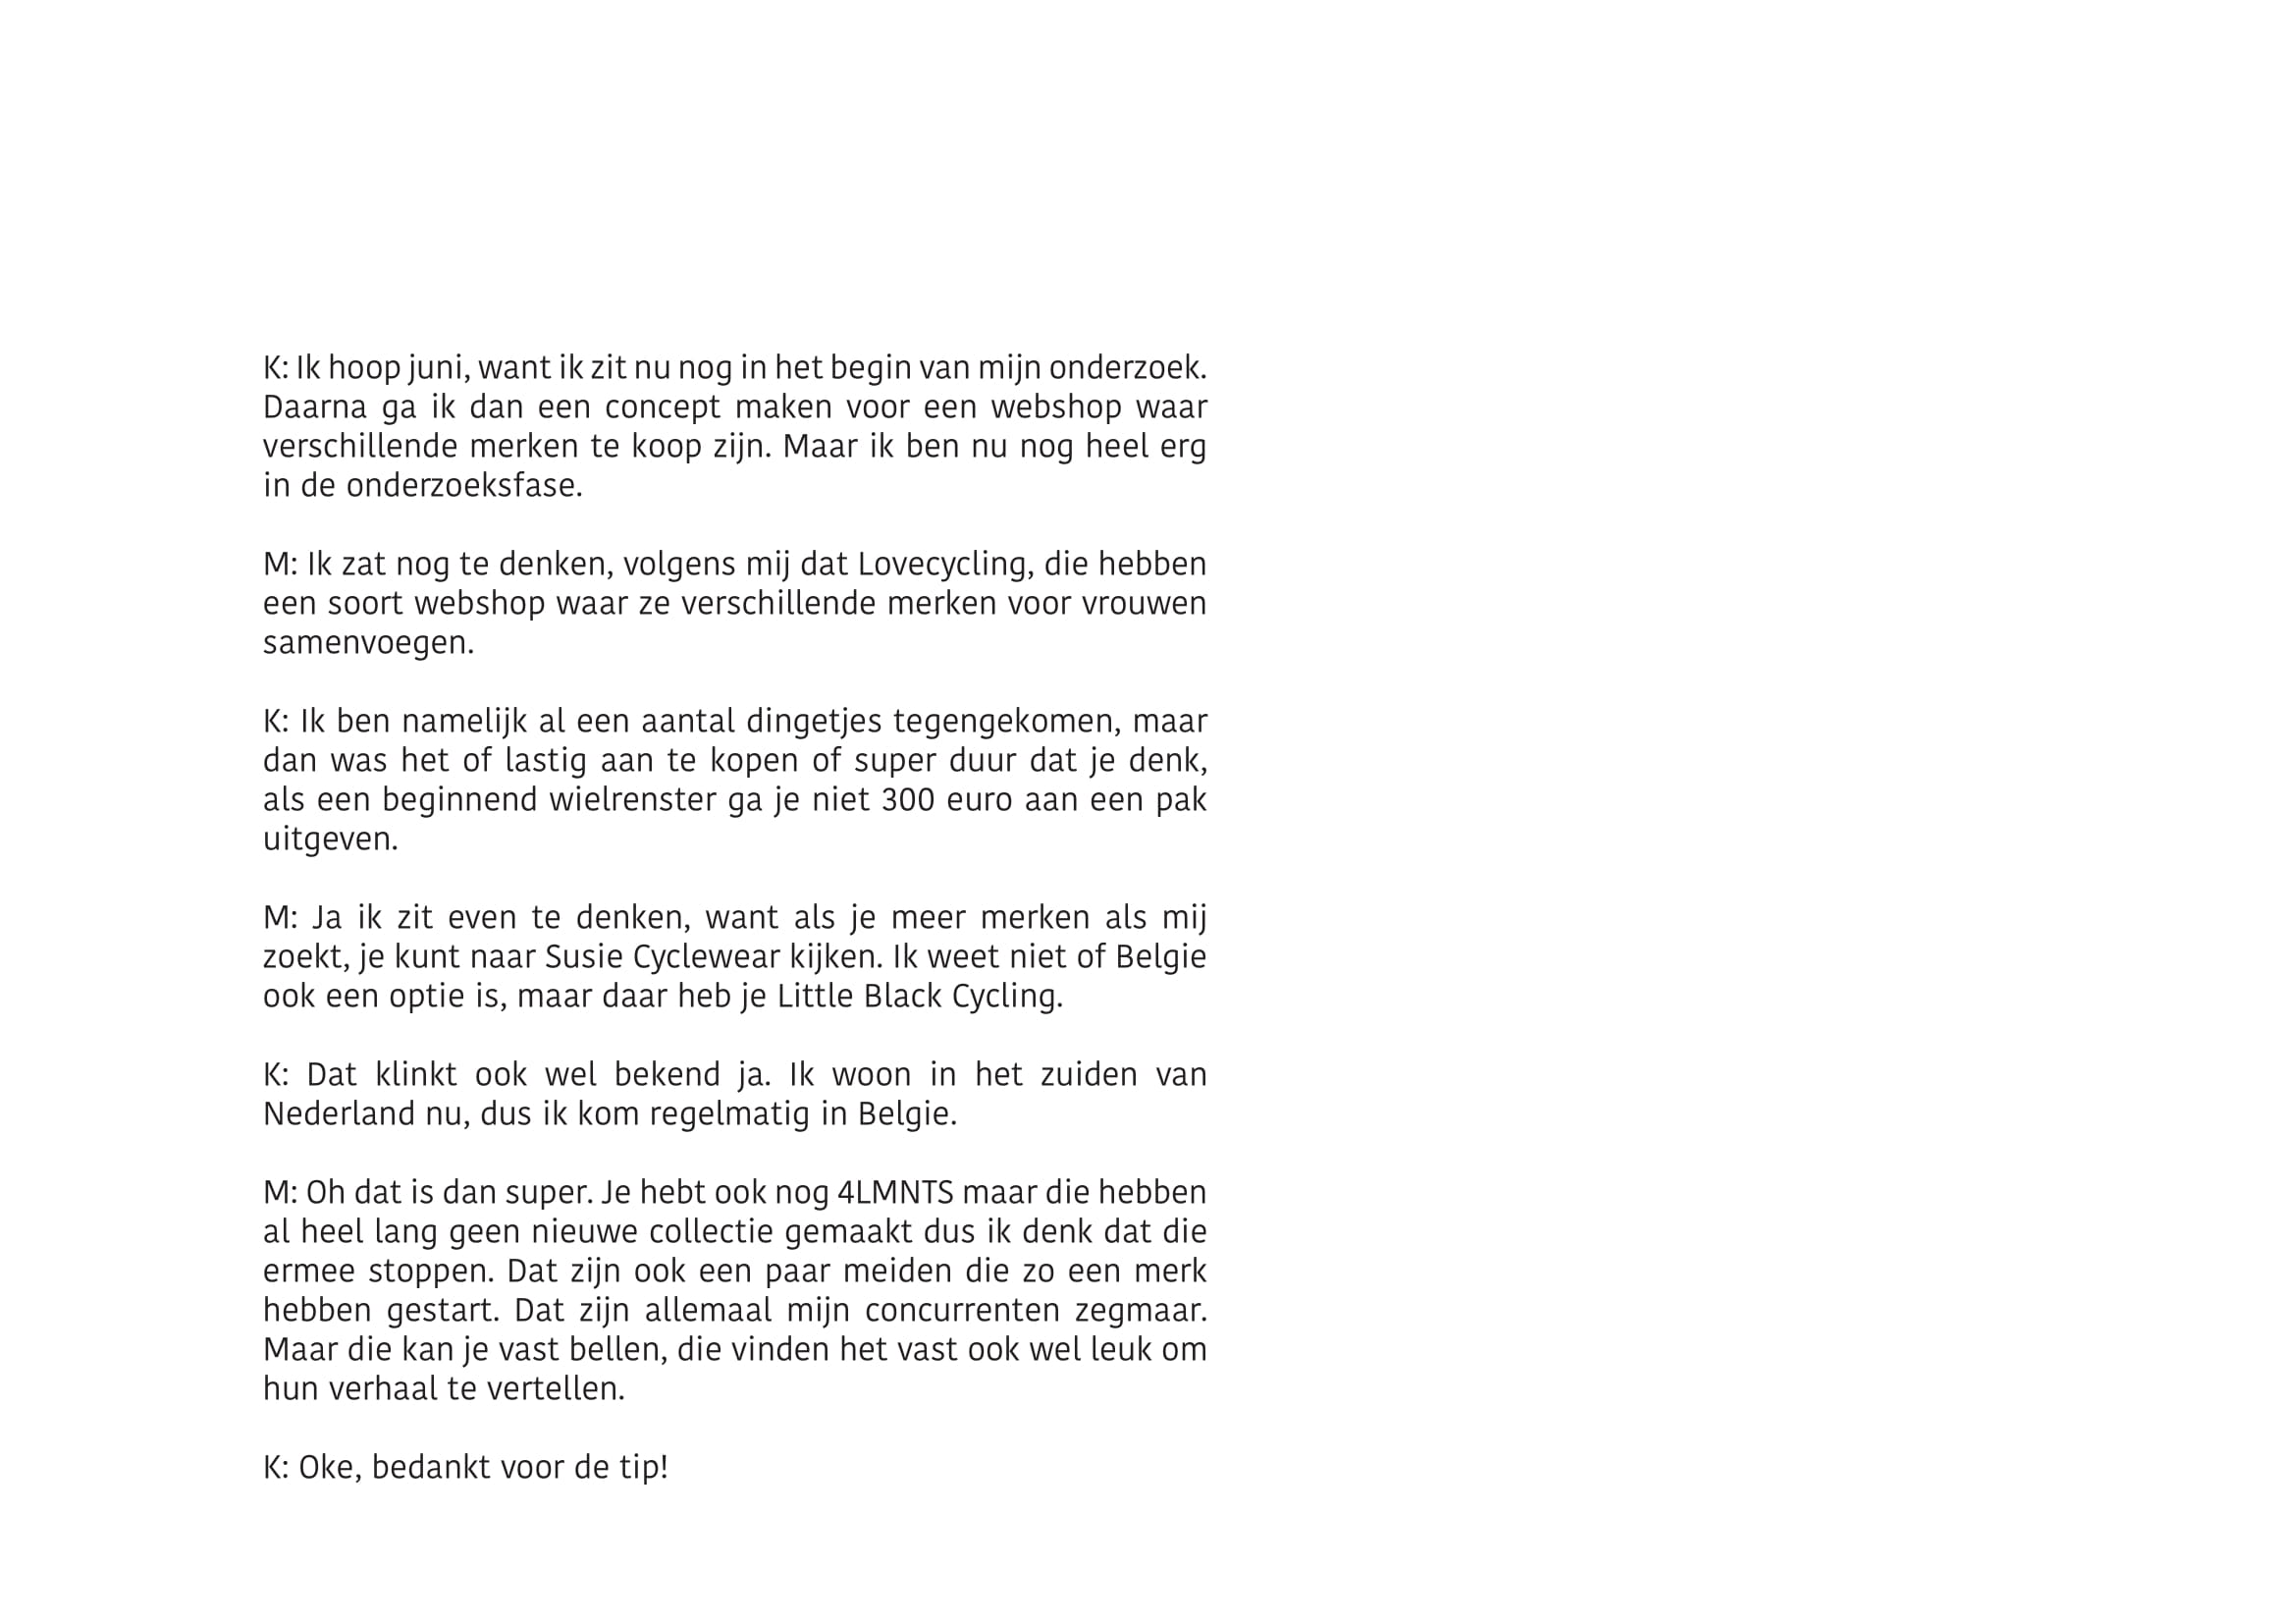 K: Ik hoop juni, want ik zit nu nog in het begin van mijn onderzoek.
Daarna ga ik dan een concept maken voor een webshop waar
verschillende merken te koop zijn. Maar ik ben nu nog heel erg
in de onderzoeksfase.
M: Ik zat nog te denken, volgens mij dat Lovecycling, die hebben
een soort webshop waar ze verschillende merken voor vrouwen
samenvoegen.
K: Ik ben namelijk al een aantal dingetjes tegengekomen, maar
dan was het of lastig aan te kopen of super duur dat je denk,
als een beginnend wielrenster ga je niet 300 euro aan een pak
uitgeven.
M: Ja ik zit even te denken, want als je meer merken als mij
zoekt, je kunt naar Susie Cyclewear kijken. Ik weet niet of Belgie
ook een optie is, maar daar heb je Little Black Cycling.
K: Dat klinkt ook wel bekend ja. Ik woon in het zuiden van
Nederland nu, dus ik kom regelmatig in Belgie.
M: Oh dat is dan super. Je hebt ook nog 4LMNTS maar die hebben
al heel lang geen nieuwe collectie gemaakt dus ik denk dat die
ermee stoppen. Dat zijn ook een paar meiden die zo een merk
hebben gestart. Dat zijn allemaal mijn concurrenten zegmaar.
Maar die kan je vast bellen, die vinden het vast ook wel leuk om
hun verhaal te vertellen.
K: Oke, bedankt voor de tip!